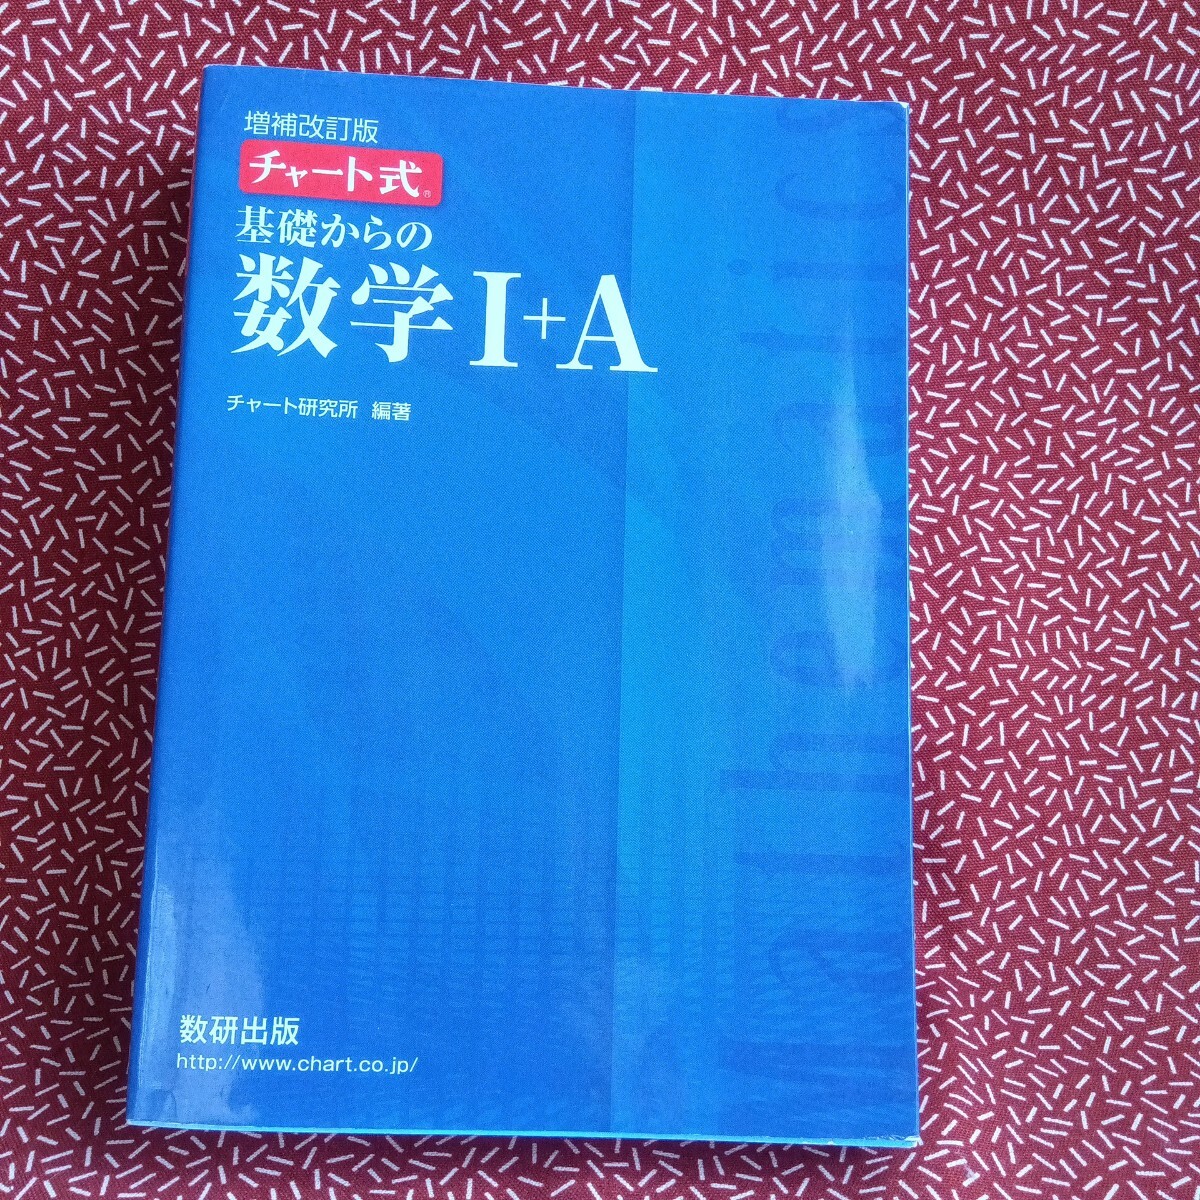 増補改訂版
チャート式®
基礎からの
数学I+A
チャート研究所 編著
Mathematics
数研出版
http://www.chart.co.jp/